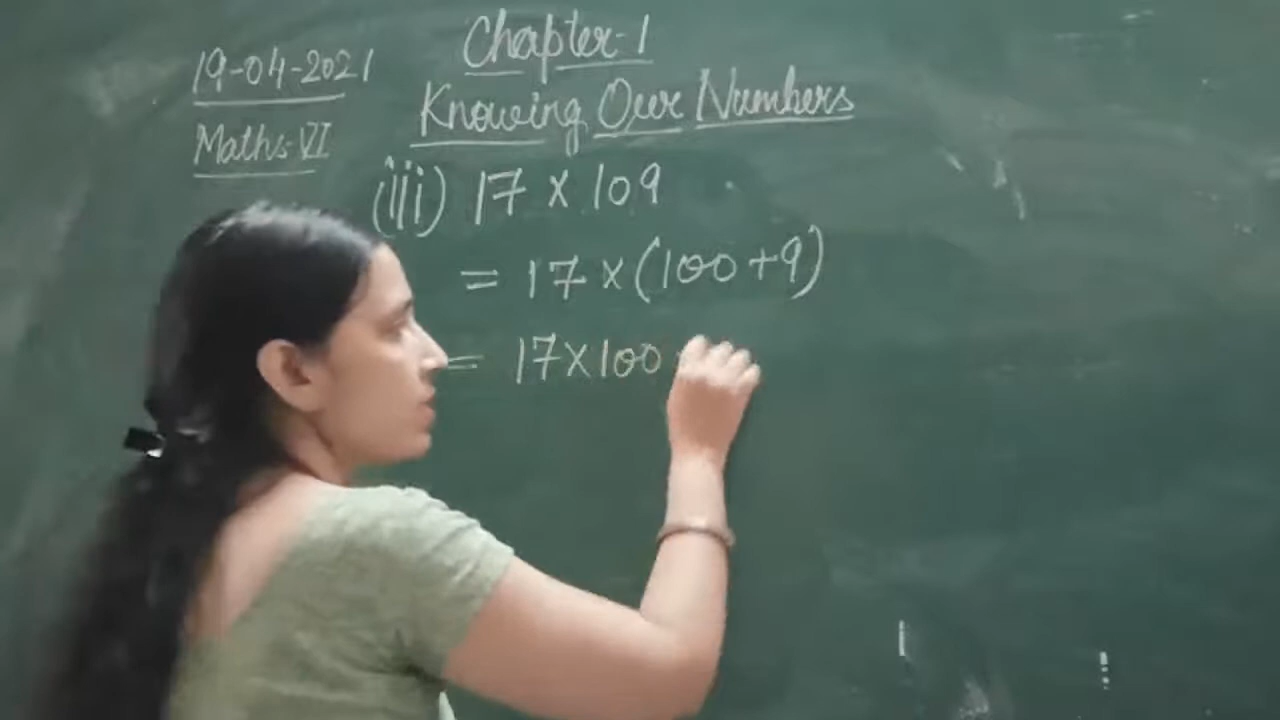 Chapter-1
19-04-2021
Knowing Our Numbers
Maths-VI
(iii) 17 × 109
= 17 × (100+9)
= 17×100